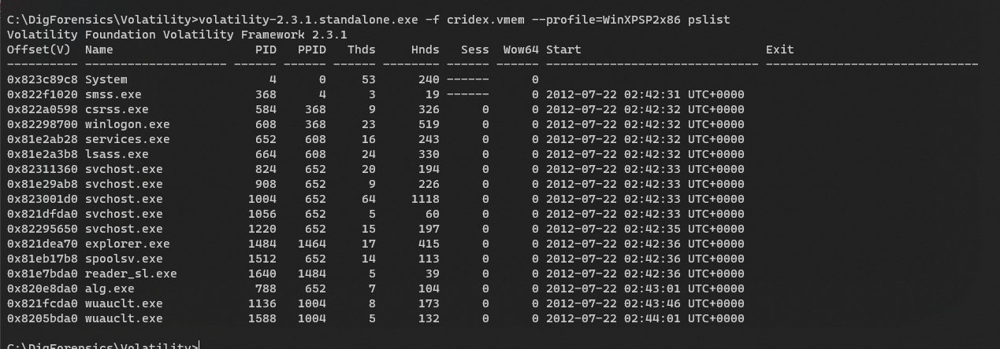 C:\DigForensics\Volatility>volatility-2.3.1.standalone.exe -f cridex.vmem --profile=WinXPSP2x86 pslist
Volatility Foundation Volatility Framework 2.3.1
Offset(V)  Name                    PID   PPID   Thds     Hnds   Sess  Wow64 Start                          Exit
---------- -------------------- ------ ------ ------ -------- ------ ------ ------------------------------ ------------------------------
0x823c89c8 System                    4      0     53      240 ------      0
0x822f1020 smss.exe                368      4      3       19 ------      0 2012-07-22 02:42:31 UTC+0000
0x822a0598 csrss.exe               584    368      9      326      0      0 2012-07-22 02:42:32 UTC+0000
0x82298700 winlogon.exe            608    368     23      519      0      0 2012-07-22 02:42:32 UTC+0000
0x81e2ab28 services.exe            652    608     16      243      0      0 2012-07-22 02:42:32 UTC+0000
0x81e2a3b8 lsass.exe               664    608     24      330      0      0 2012-07-22 02:42:32 UTC+0000
0x82311360 svchost.exe             824    652     20      194      0      0 2012-07-22 02:42:33 UTC+0000
0x81e29ab8 svchost.exe             908    652      9      226      0      0 2012-07-22 02:42:33 UTC+0000
0x823001d0 svchost.exe            1004    652     64     1118      0      0 2012-07-22 02:42:33 UTC+0000
0x821dfda0 svchost.exe            1056    652      5       60      0      0 2012-07-22 02:42:33 UTC+0000
0x82295650 svchost.exe            1220    652     15      197      0      0 2012-07-22 02:42:35 UTC+0000
0x821dea70 explorer.exe           1484   1464     17      415      0      0 2012-07-22 02:42:36 UTC+0000
0x81eb17b8 spoolsv.exe            1512    652     14      113      0      0 2012-07-22 02:42:36 UTC+0000
0x81e7bda0 reader_sl.exe          1640   1484      5       39      0      0 2012-07-22 02:42:36 UTC+0000
0x820e8da0 alg.exe                 788    652      7      104      0      0 2012-07-22 02:43:01 UTC+0000
0x821fcda0 wuauclt.exe            1136   1004      8      173      0      0 2012-07-22 02:43:46 UTC+0000
0x8205bda0 wuauclt.exe            1588   1004      5      132      0      0 2012-07-22 02:44:01 UTC+0000
C:\DigForensics\Volatility>